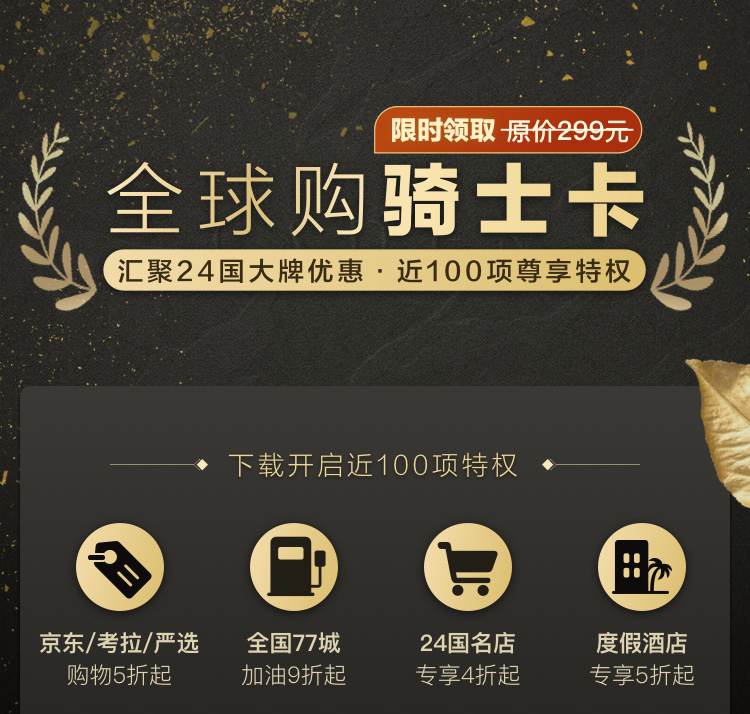 限时领取 原价299元
全球购骑士卡
汇聚24国大牌优惠·近100项尊享特权
下载开启近100项特权
京东/考拉/严选
购物5折起
全国77城
加油9折起
24国名店
专享4折起
度假酒店
专享5折起